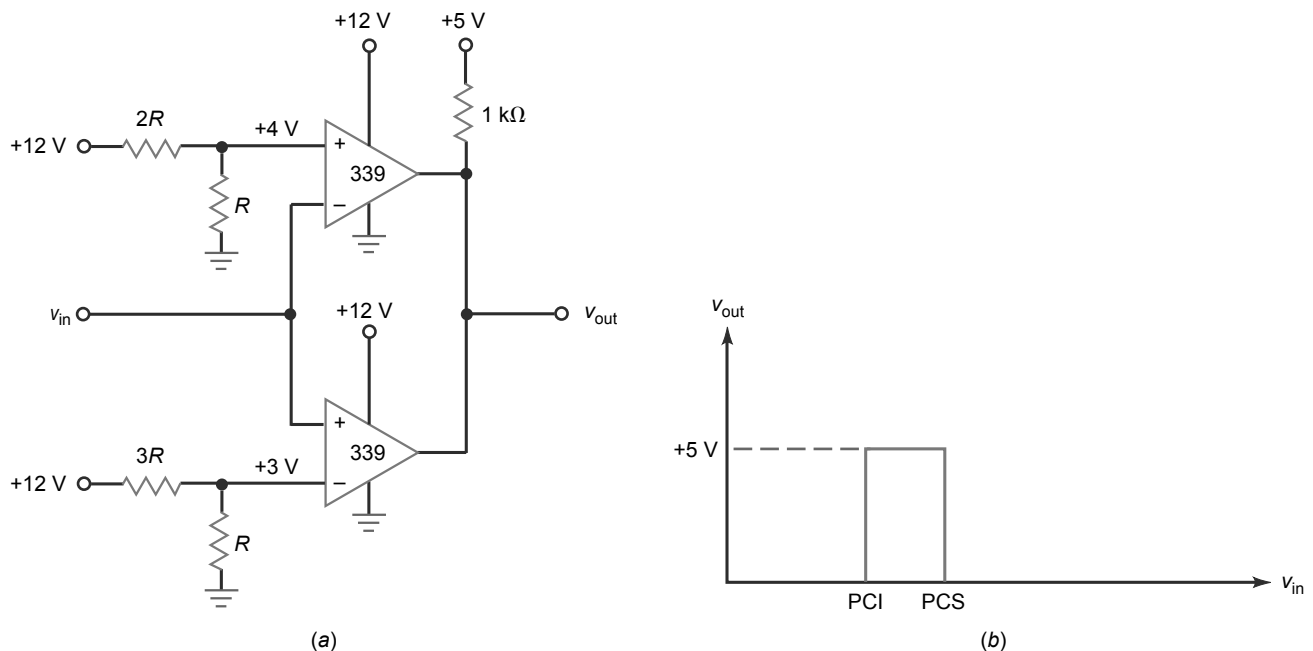 +12 V
+5 V
1 kΩ
2R
+12 V
+4 V
+
339
−
R
v_in
+12 V
v_out
3R
+12 V
+3 V
+
339
−
R
(a)
v_out
+5 V
PCI
PCS
v_in
(b)